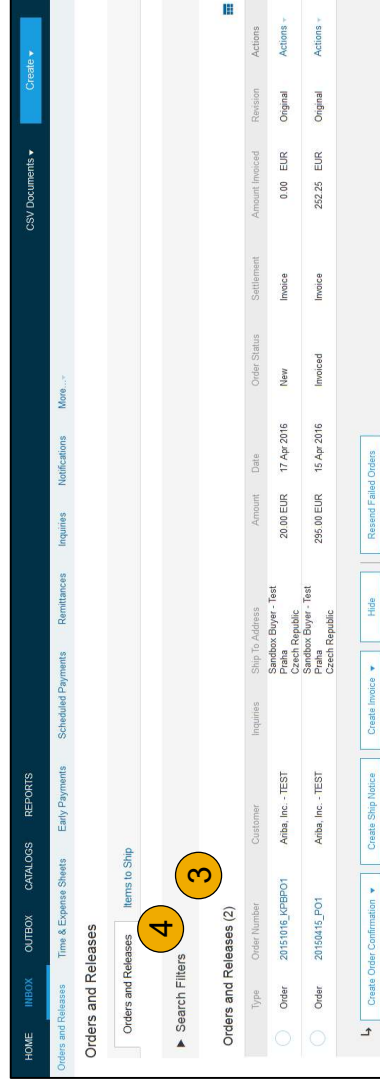 HOME INBOX OUTBOX CATALOGS REPORTS CSV Documents Create
Orders and Releases Time & Expense Sheets Early Payments Scheduled Payments Remittances Inquiries Notifications More...
Orders and Releases
Orders and Releases Items to Ship
4
Search Filters
3
Orders and Releases (2)
Type Order Number Customer Inquiries Ship To Address Amount Date Order Status Settlement Amount Invoiced Revision Actions
Order 20151016_KPBPO1 Ariba, Inc. - TEST Sandbox Buyer - Test 20.00 EUR 17 Apr 2016 New Invoice 0.00 EUR Original Actions
Praha
Czech Republic
Order 20150415_PO1 Ariba, Inc. - TEST Sandbox Buyer - Test 295.00 EUR 15 Apr 2016 Invoiced Invoice 252.25 EUR Original Actions
Praha
Czech Republic
Create Order Confirmation Create Ship Notice Create Invoice Hide Resend Failed Orders